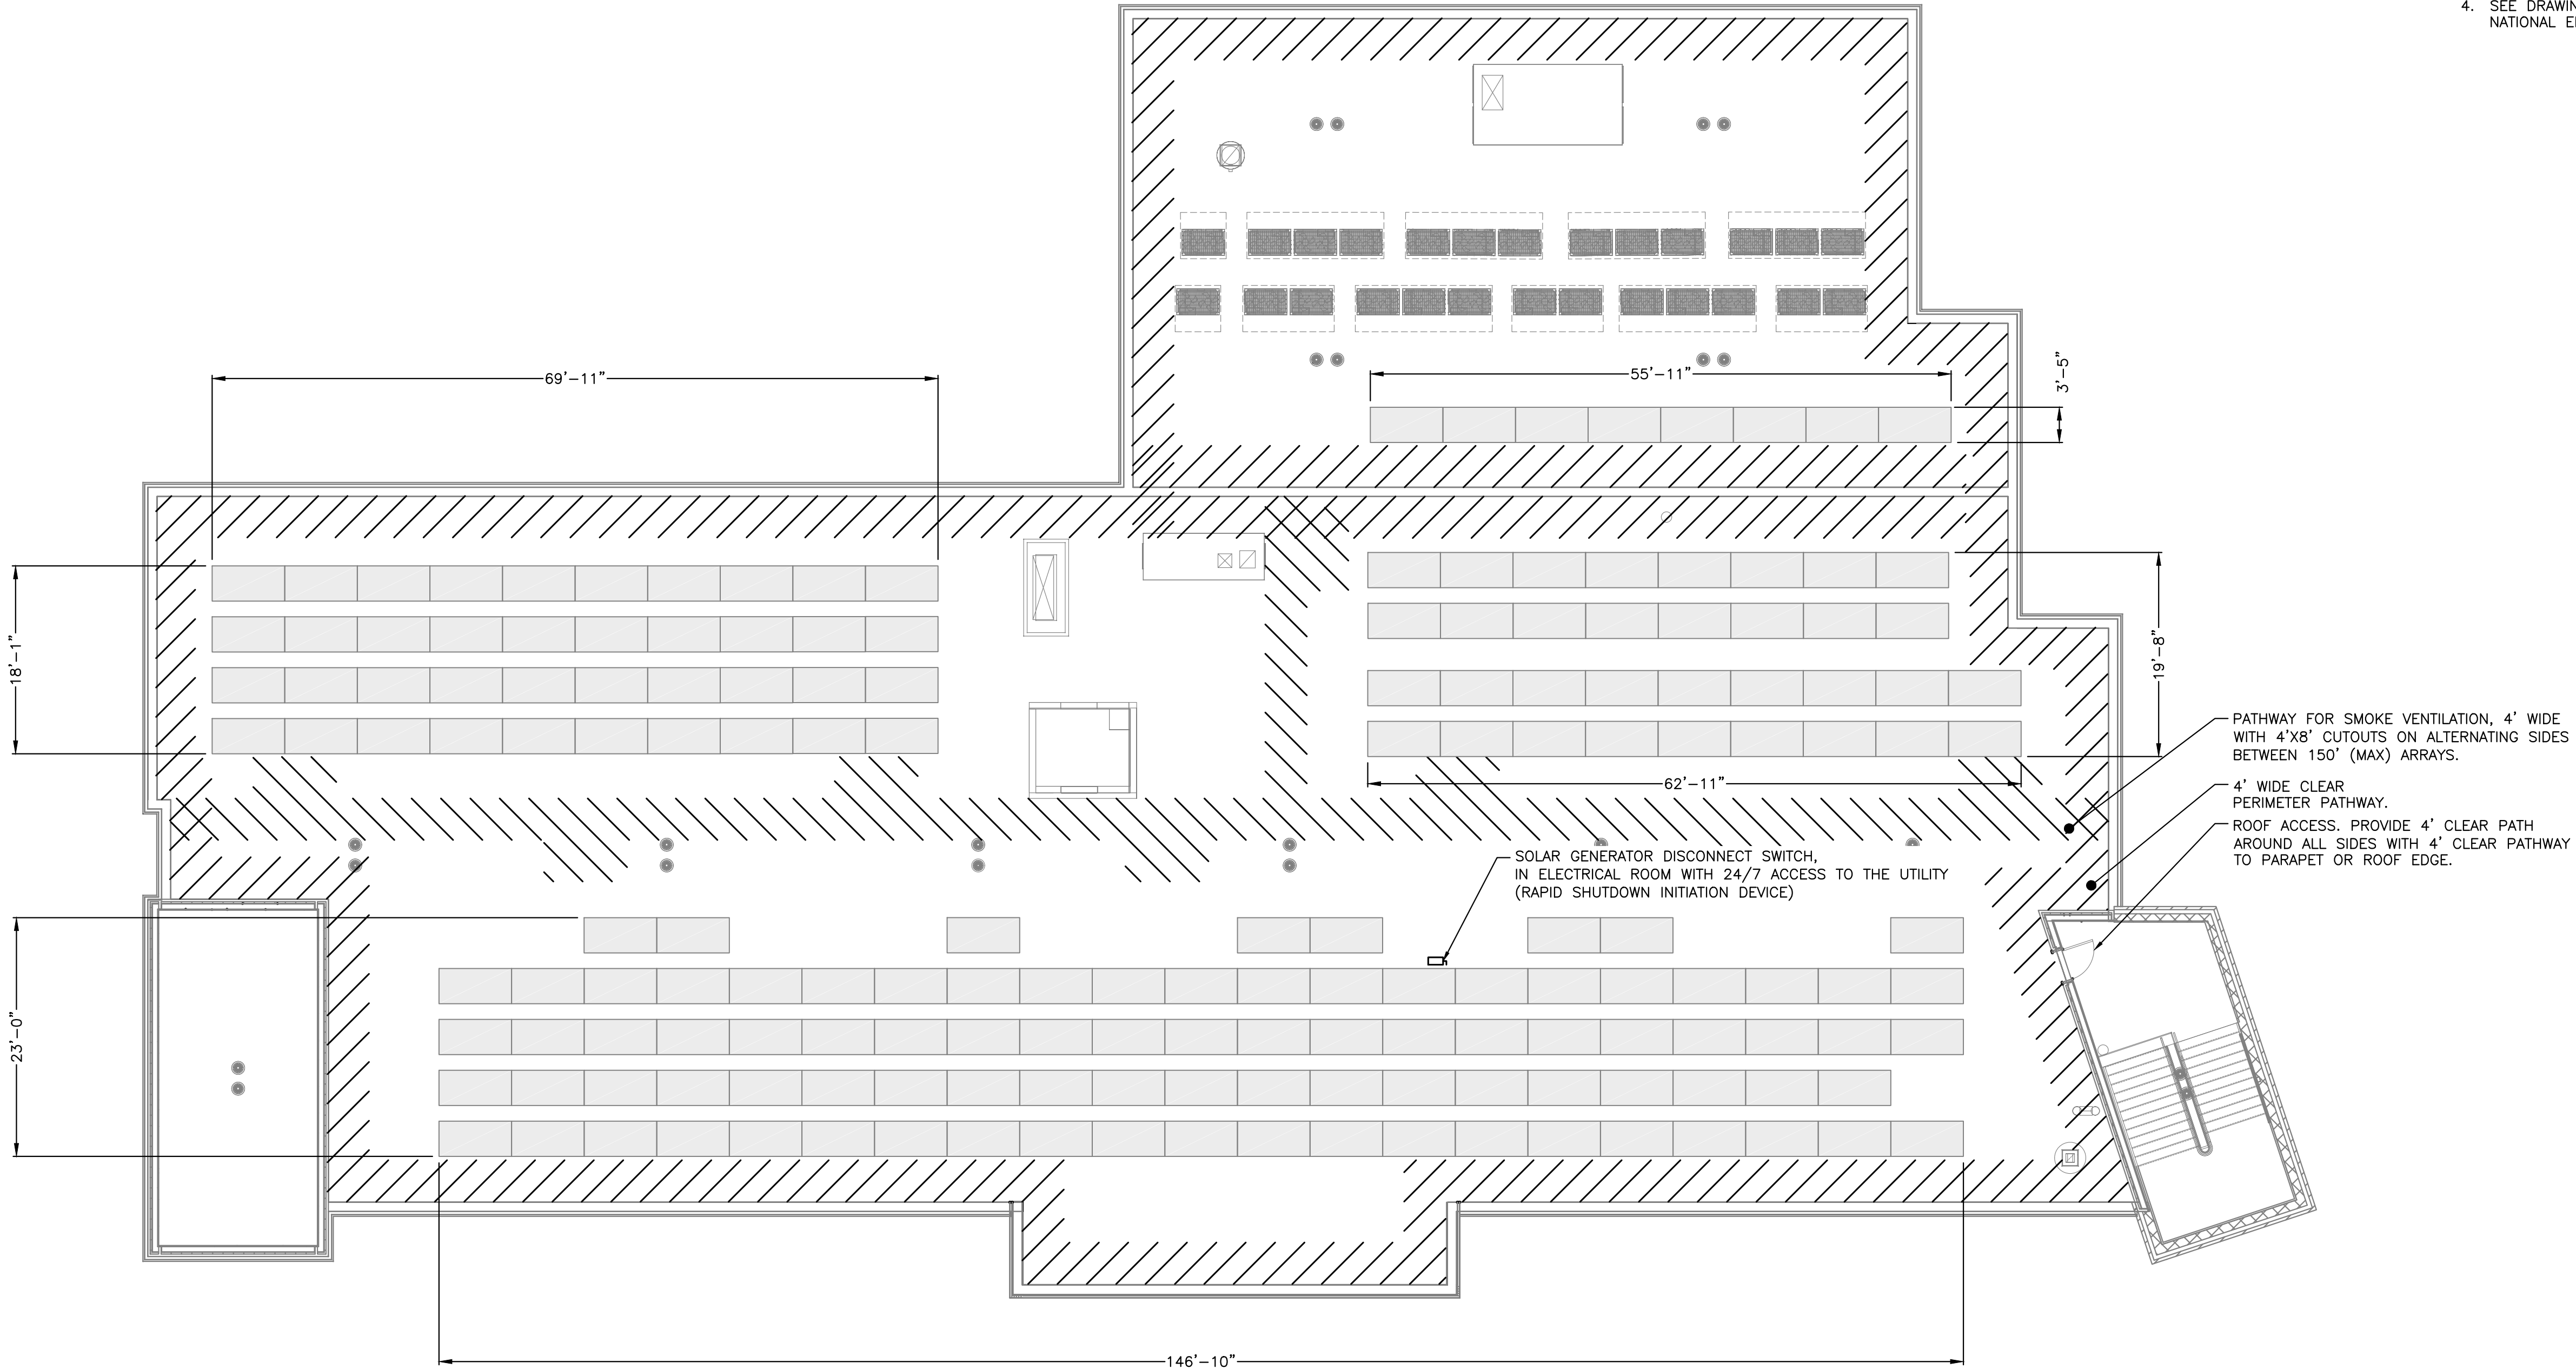 4. SEE DRAWIN
NATIONAL E
69'-11"
55'-11"
3'-5"
18'-1"
19'-8"
62'-11"
PATHWAY FOR SMOKE VENTILATION, 4' WIDE
WITH 4'X8' CUTOUTS ON ALTERNATING SIDES
BETWEEN 150' (MAX) ARRAYS.
4' WIDE CLEAR
PERIMETER PATHWAY.
ROOF ACCESS. PROVIDE 4' CLEAR PATH
AROUND ALL SIDES WITH 4' CLEAR PATHWAY
TO PARAPET OR ROOF EDGE.
SOLAR GENERATOR DISCONNECT SWITCH,
IN ELECTRICAL ROOM WITH 24/7 ACCESS TO THE UTILITY
(RAPID SHUTDOWN INITIATION DEVICE)
23'-0"
146'-10"